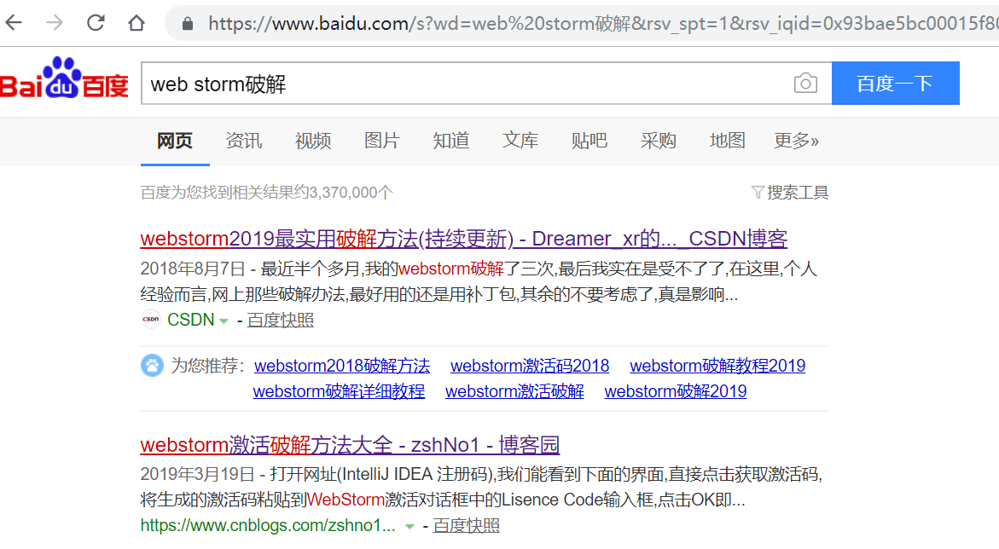 https://www.baidu.com/s?wd=web%20storm破解&rsv_spt=1&rsv_iqid=0x93bae5bc00015f80
Bai du 百度 web storm破解 百度一下
网页 资讯 视频 图片 知道 文库 贴吧 采购 地图 更多»
百度为您找到相关结果约3,370,000个 搜索工具
webstorm2019最实用破解方法(持续更新) - Dreamer_xr的..._CSDN博客
2018年8月7日 - 最近半个多月,我的webstorm破解了三次,最后我实在是受不了了,在这里,个人
经验而言,网上那些破解办法,最好用的还是用补丁包,其余的不要考虑了,真是影响...
CSDN CSDN - 百度快照
为您推荐: webstorm2018破解方法 webstorm激活码2018 webstorm破解教程2019
webstorm破解详细教程 webstorm激活破解 webstorm破解2019
webstorm激活破解方法大全 - zshNo1 - 博客园
2019年3月19日 - 打开网址(IntelliJ IDEA 注册码),我们能看到下面的界面,直接点击获取激活码,
将生成的激活码粘贴到WebStorm激活对话框中的Lisence Code输入框,点击OK即...
https://www.cnblogs.com/zshno1... - 百度快照